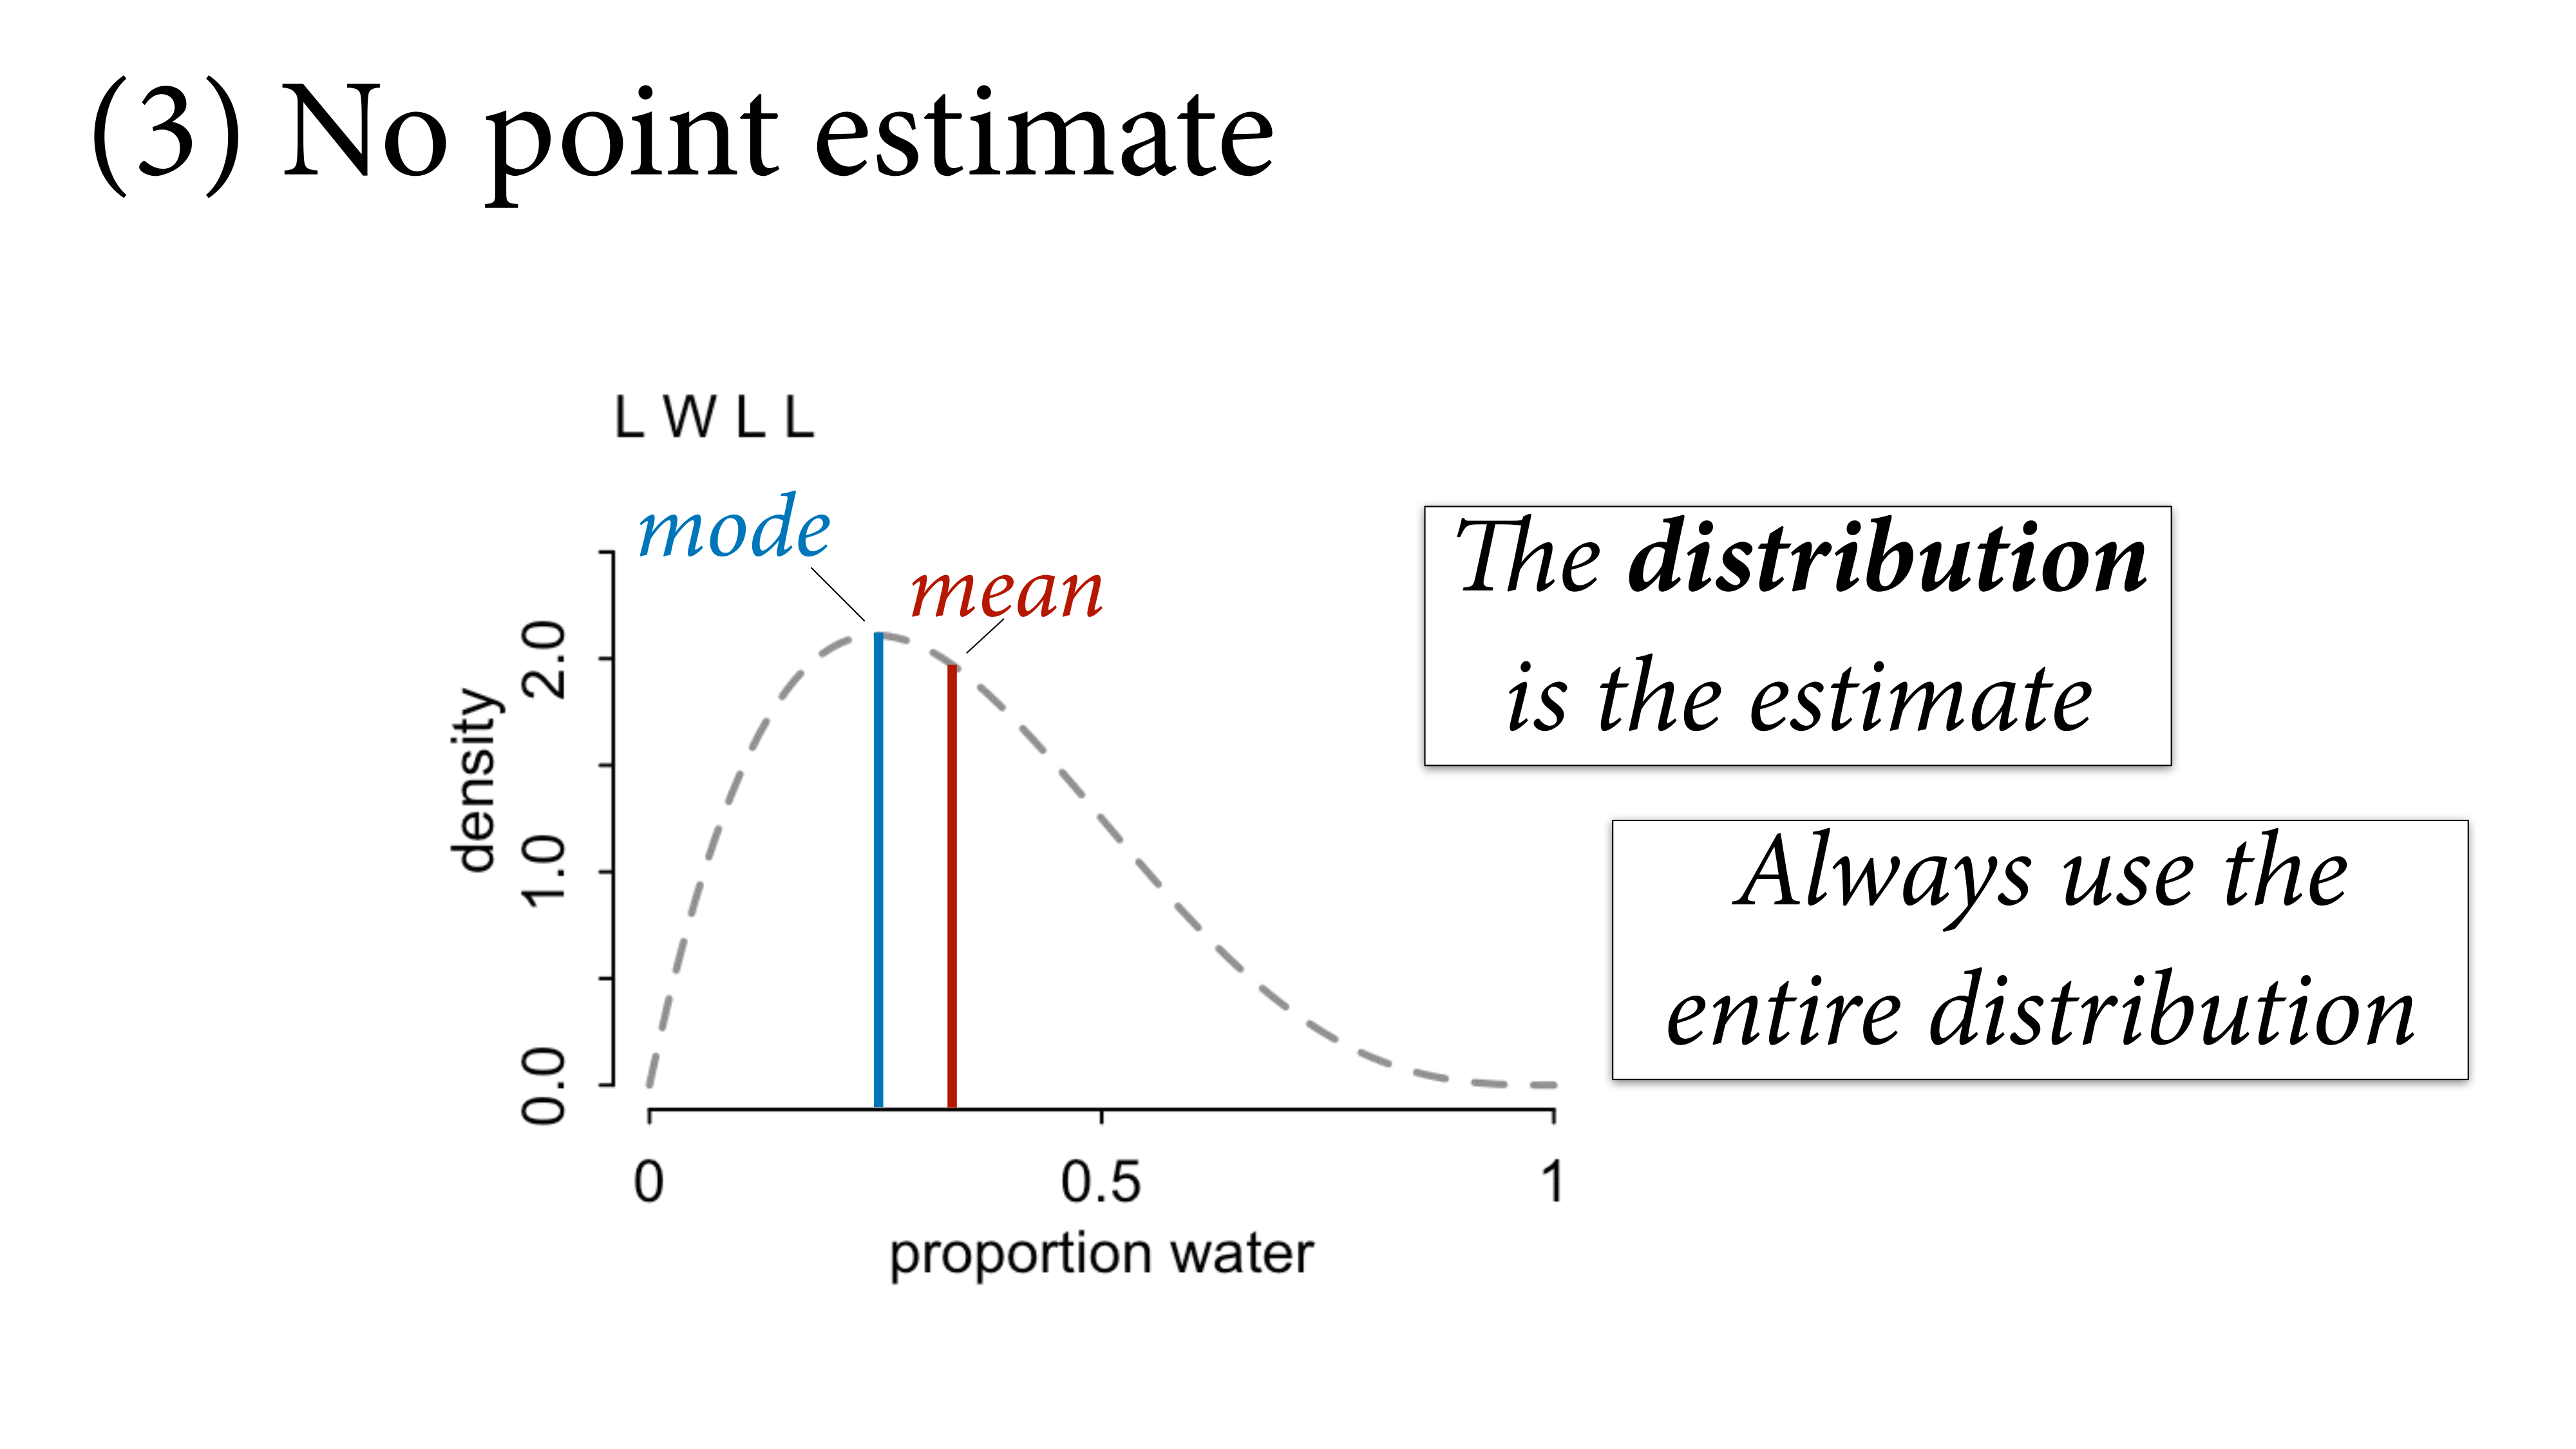 (3) No point estimate
L W L L
mode
mean
The distribution
is the estimate
Always use the
entire distribution
density
2.0
1.0
0.0
0 0.5 1
proportion water